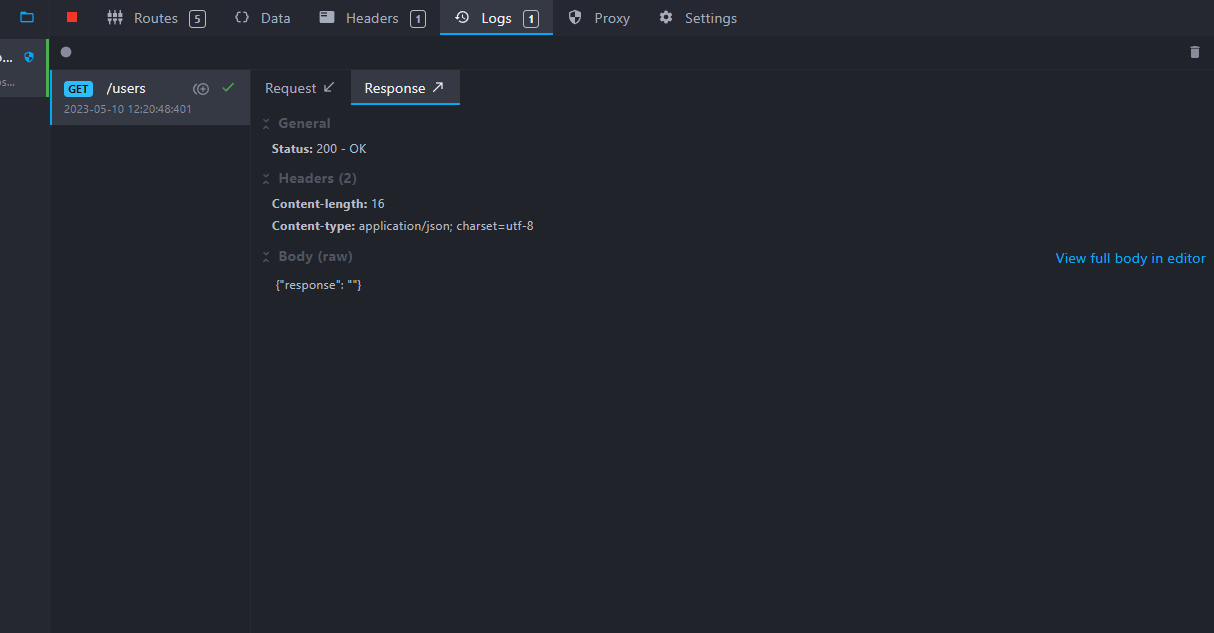 Routes 5 Data Headers 1 Logs 1 Proxy Settings
GET /users
2023-05-10 12:20:48:401
Request Response
General
Status: 200 - OK
Headers (2)
Content-length: 16
Content-type: application/json; charset=utf-8
Body (raw)
View full body in editor
{"response": ""}